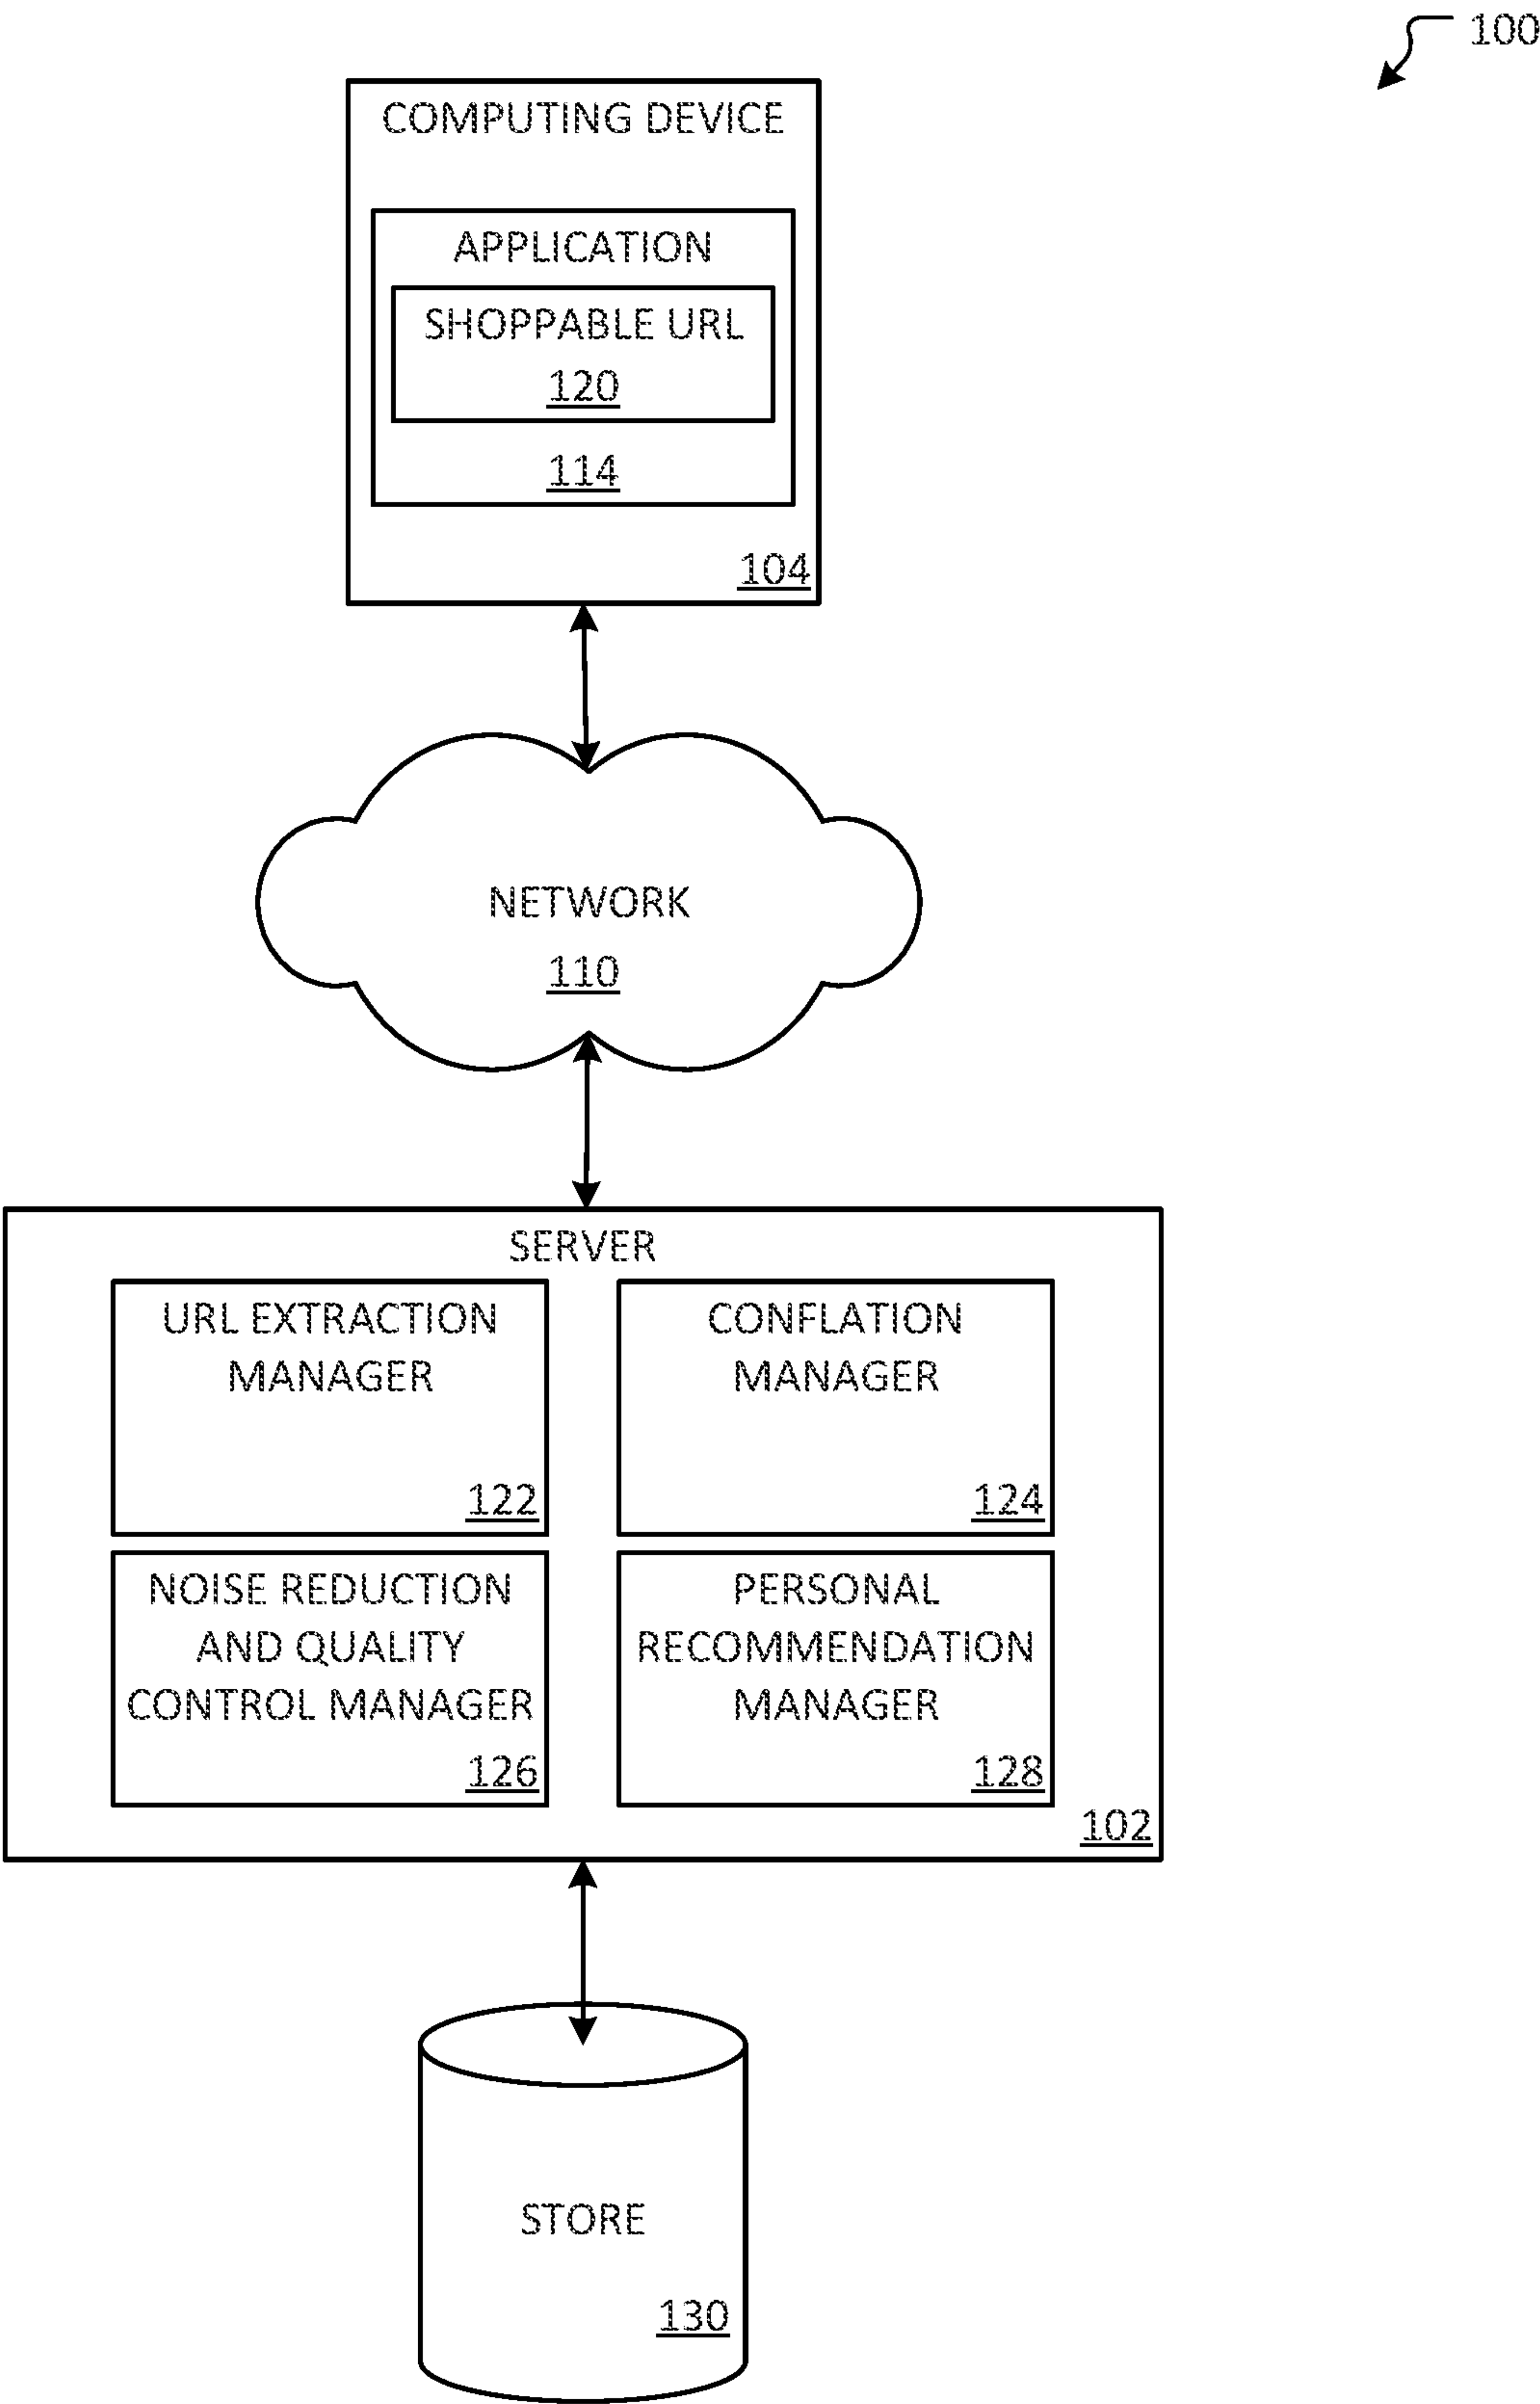 100
COMPUTING DEVICE
APPLICATION
SHOPPABLE URL
120
114
104
NETWORK
110
SERVER
URL EXTRACTION
MANAGER
122
CONFLATION
MANAGER
124
NOISE REDUCTION
AND QUALITY
CONTROL MANAGER
126
PERSONAL
RECOMMENDATION
MANAGER
128
102
STORE
130